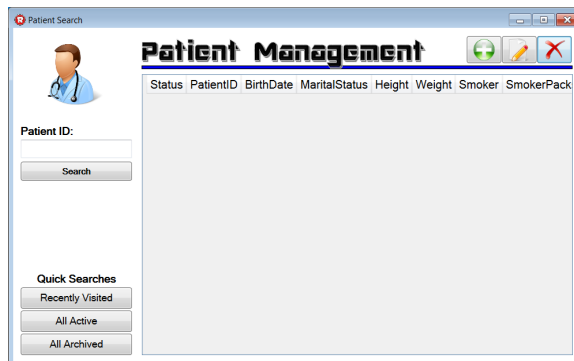 Patient Search
Patient Management
Status PatientID BirthDate MaritalStatus Height Weight Smoker SmokerPack
Patient ID:
Search
Quick Searches
Recently Visited
All Active
All Archived